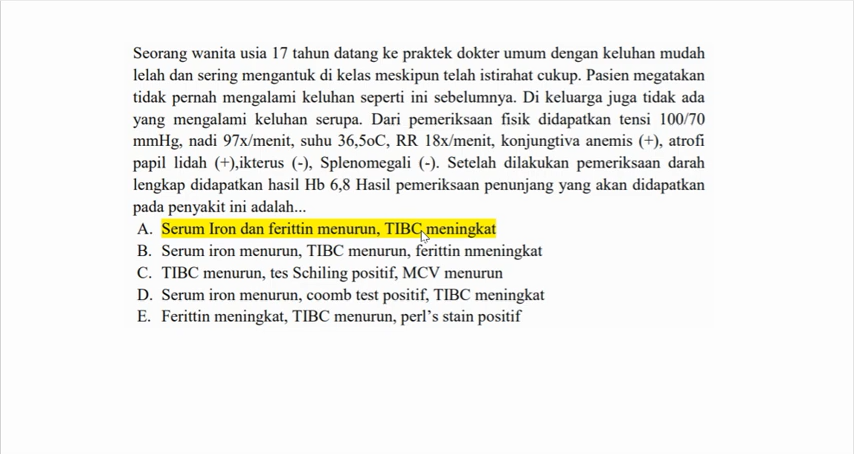 Seorang wanita usia 17 tahun datang ke praktek dokter umum dengan keluhan mudah
lelah dan sering mengantuk di kelas meskipun telah istirahat cukup. Pasien megatakan
tidak pernah mengalami keluhan seperti ini sebelumnya. Di keluarga juga tidak ada
yang mengalami keluhan serupa. Dari pemeriksaan fisik didapatkan tensi 100/70
mmHg, nadi 97x/menit, suhu 36,5oC, RR 18x/menit, konjungtiva anemis (+), atrofi
papil lidah (+),ikterus (-), Splenomegali (-). Setelah dilakukan pemeriksaan darah
lengkap didapatkan hasil Hb 6,8 Hasil pemeriksaan penunjang yang akan didapatkan
pada penyakit ini adalah...
A. Serum Iron dan ferittin menurun, TIBC meningkat
B. Serum iron menurun, TIBC menurun, ferittin nmeningkat
C. TIBC menurun, tes Schiling positif, MCV menurun
D. Serum iron menurun, coomb test positif, TIBC meningkat
E. Ferittin meningkat, TIBC menurun, perl's stain positif